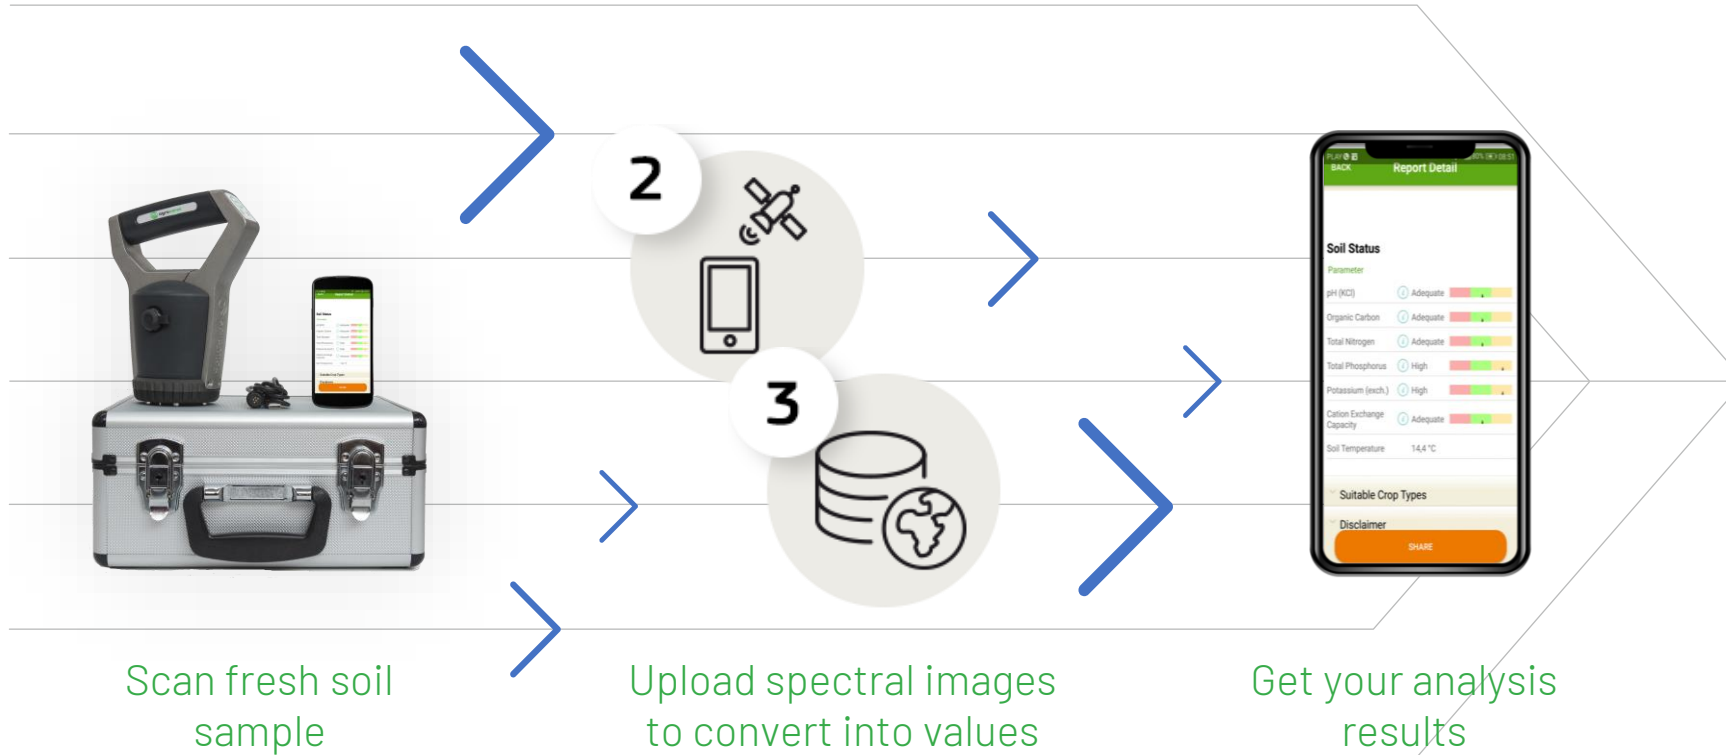 2
3
BACK
Report Detail
Soil Status
Parameter
pH (KCl) Adequate
Organic Carbon Adequate
Total Nitrogen Adequate
Total Phosphorus High
Potassium (exch.) High
Cation Exchange
Capacity Adequate
Soil Temperature 14,4 °C
Suitable Crop Types
Disclaimer
SHARE
Scan fresh soil
sample
Upload spectral images
to convert into values
Get your analysis
results